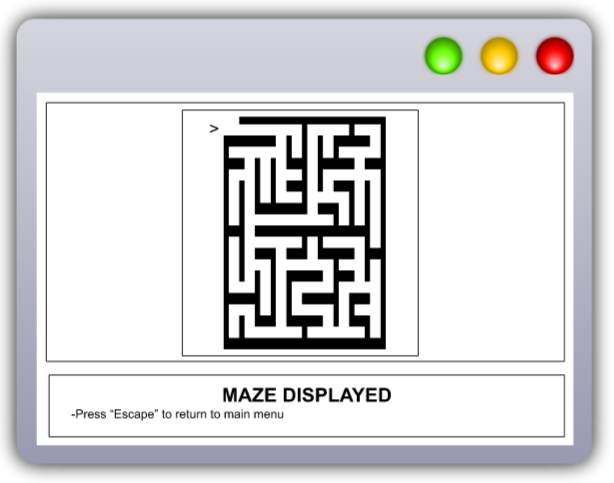 >
MAZE DISPLAYED
-Press “Escape” to return to main menu